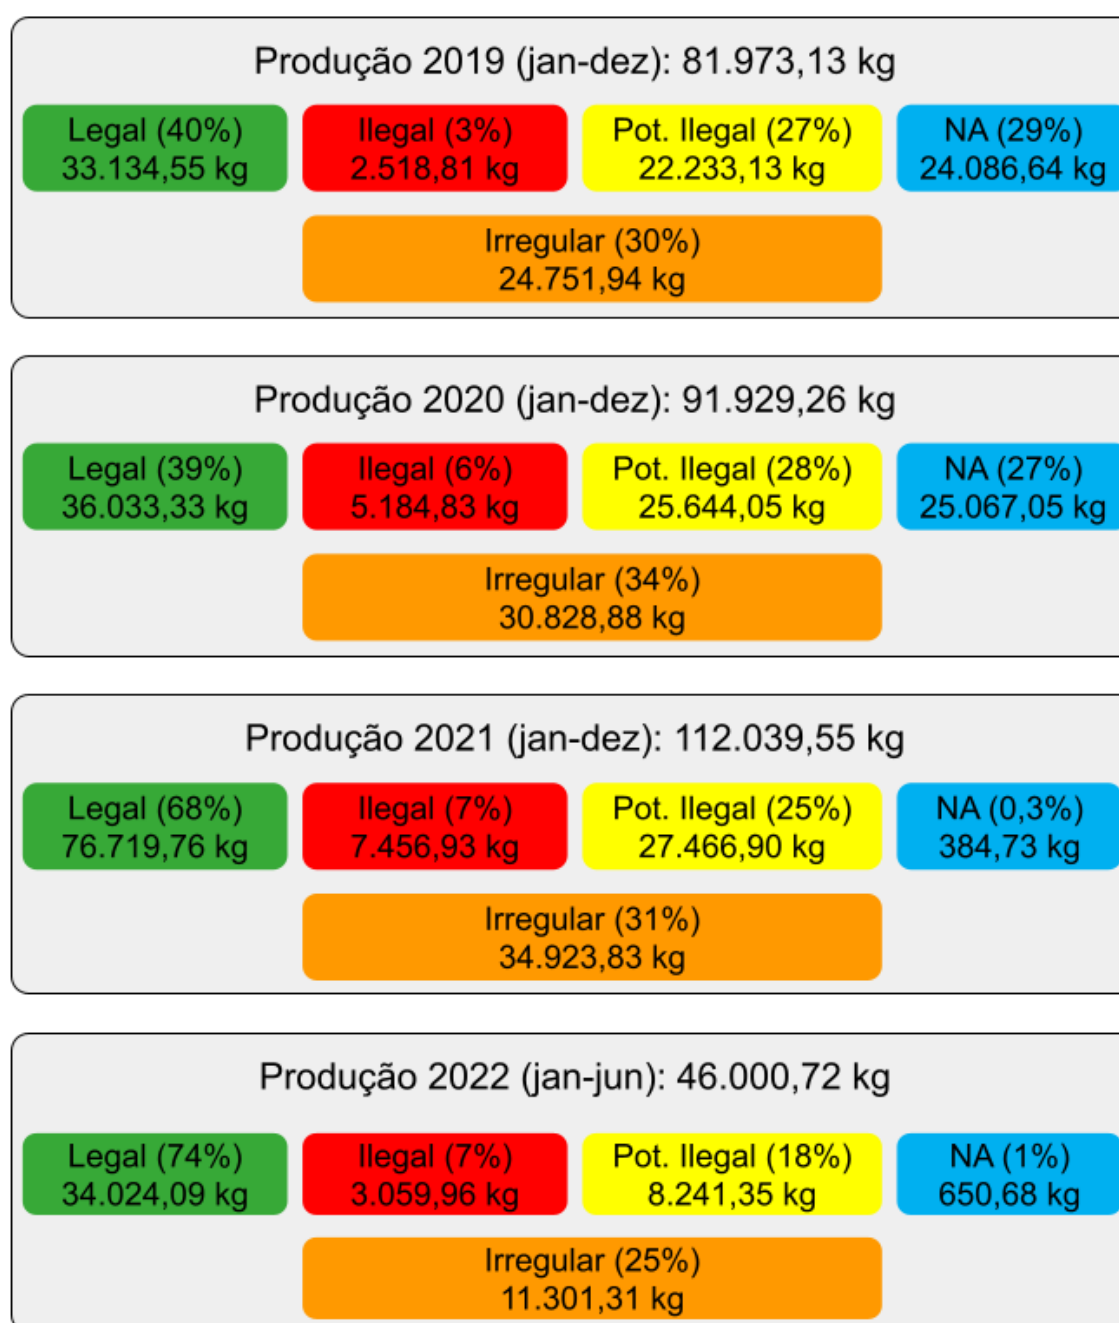 Produção 2019 (jan-dez): 81.973,13 kg
Legal (40%)
33.134,55 kg
Ilegal (3%)
2.518,81 kg
Pot. Ilegal (27%)
22.233,13 kg
NA (29%)
24.086,64 kg
Irregular (30%)
24.751,94 kg
Produção 2020 (jan-dez): 91.929,26 kg
Legal (39%)
36.033,33 kg
Ilegal (6%)
5.184,83 kg
Pot. Ilegal (28%)
25.644,05 kg
NA (27%)
25.067,05 kg
Irregular (34%)
30.828,88 kg
Produção 2021 (jan-dez): 112.039,55 kg
Legal (68%)
76.719,76 kg
Ilegal (7%)
7.456,93 kg
Pot. Ilegal (25%)
27.466,90 kg
NA (0,3%)
384,73 kg
Irregular (31%)
34.923,83 kg
Produção 2022 (jan-jun): 46.000,72 kg
Legal (74%)
34.024,09 kg
Ilegal (7%)
3.059,96 kg
Pot. Ilegal (18%)
8.241,35 kg
NA (1%)
650,68 kg
Irregular (25%)
11.301,31 kg